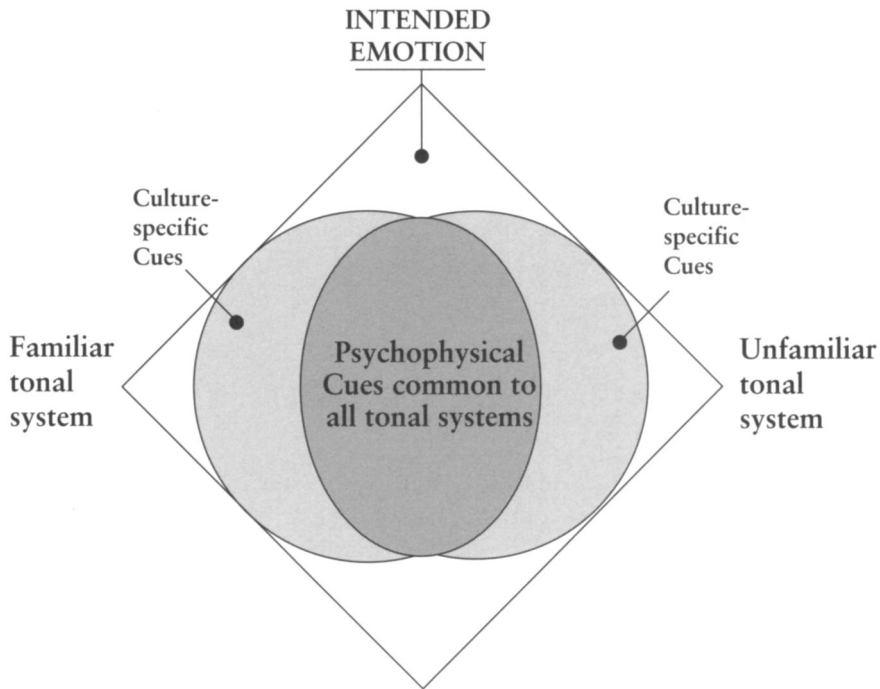 INTENDED
EMOTION
Culture-
specific
Cues
Culture-
specific
Cues
Familiar
tonal
system
Psychophysical
Cues common to
all tonal systems
Unfamiliar
tonal
system